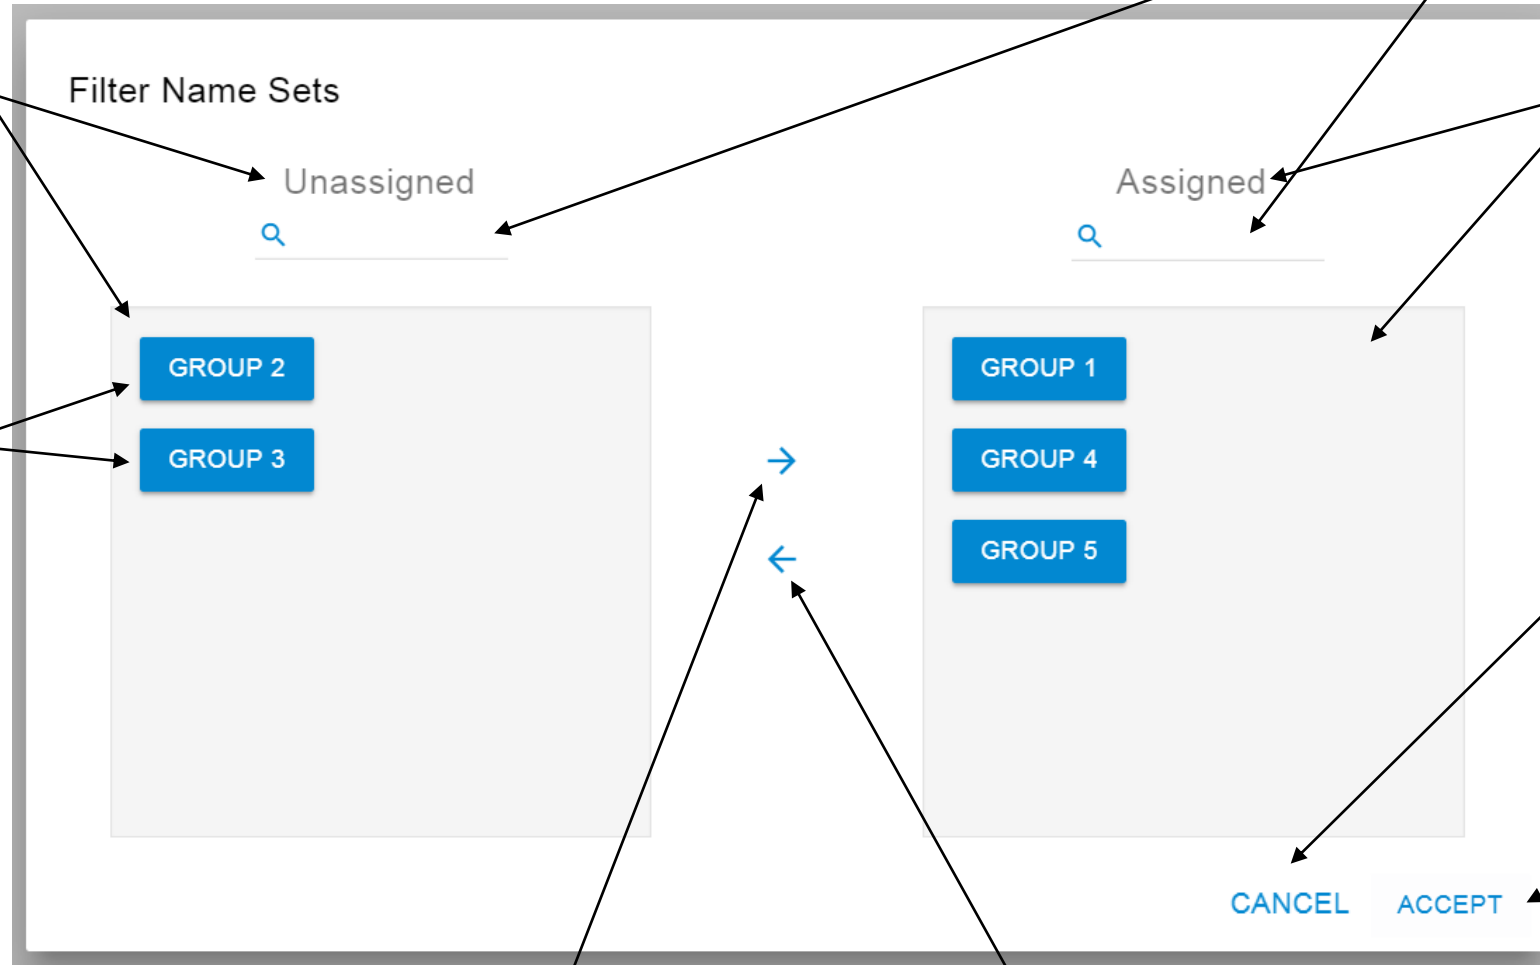 Filter Name Sets
Unassigned
Assigned
GROUP 2
GROUP 3
GROUP 1
GROUP 4
GROUP 5
CANCEL
ACCEPT